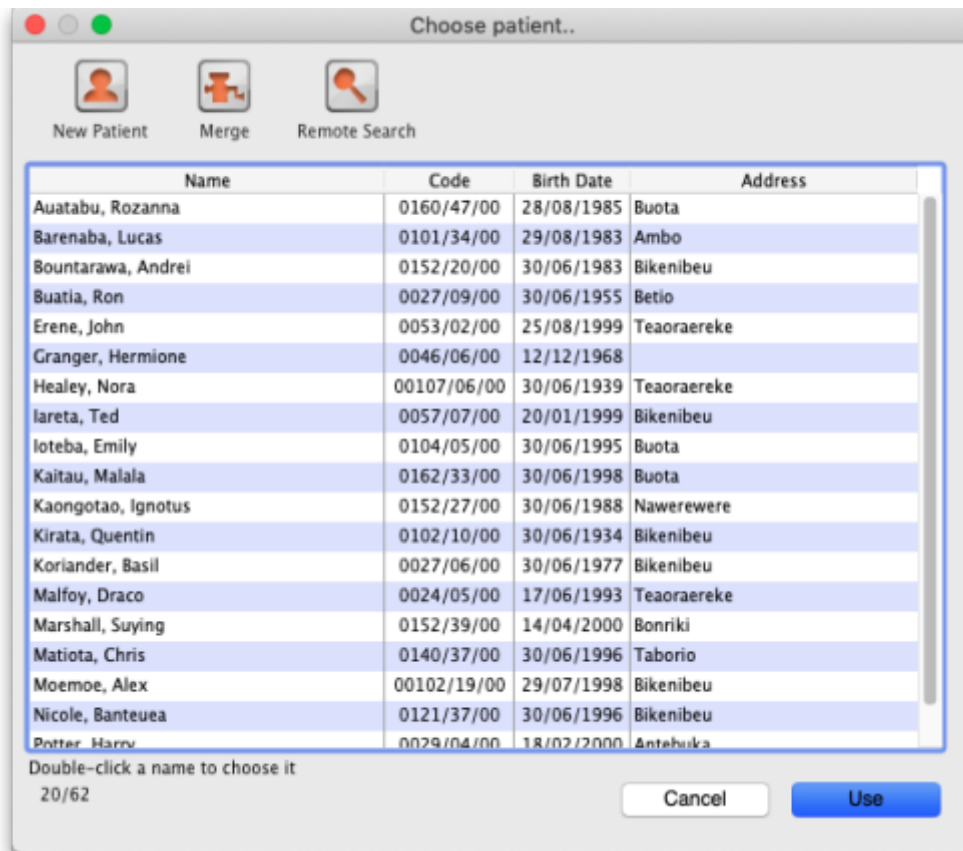 Choose patient..
New Patient Merge Remote Search
Name Code Birth Date Address
Auatabu, Rozanna 0160/47/00 28/08/1985 Buota
Barenaba, Lucas 0101/34/00 29/08/1983 Ambo
Bountarawa, Andrei 0152/20/00 30/06/1983 Bikenibeu
Buatia, Ron 0027/09/00 30/06/1955 Betio
Erene, John 0053/02/00 25/08/1999 Teaoraereke
Granger, Hermione 0046/06/00 12/12/1968
Healey, Nora 00107/06/00 30/06/1939 Teaoraereke
Iareta, Ted 0057/07/00 20/01/1999 Bikenibeu
Ioteba, Emily 0104/05/00 30/06/1995 Buota
Kaitau, Malala 0162/33/00 30/06/1998 Buota
Kaongotao, Ignotus 0152/27/00 30/06/1988 Nawerewere
Kirata, Quentin 0102/10/00 30/06/1934 Bikenibeu
Koriander, Basil 0027/06/00 30/06/1977 Bikenibeu
Malfoy, Draco 0024/05/00 17/06/1993 Teaoraereke
Marshall, Suying 0152/39/00 14/04/2000 Bonriki
Matiota, Chris 0140/37/00 30/06/1996 Taborio
Moemoe, Alex 00102/19/00 29/07/1998 Bikenibeu
Nicole, Banteuea 0121/37/00 30/06/1996 Bikenibeu
Potter, Harry 0029/04/00 18/02/2000 Antebuka
Double-click a name to choose it
20/62
Cancel Use